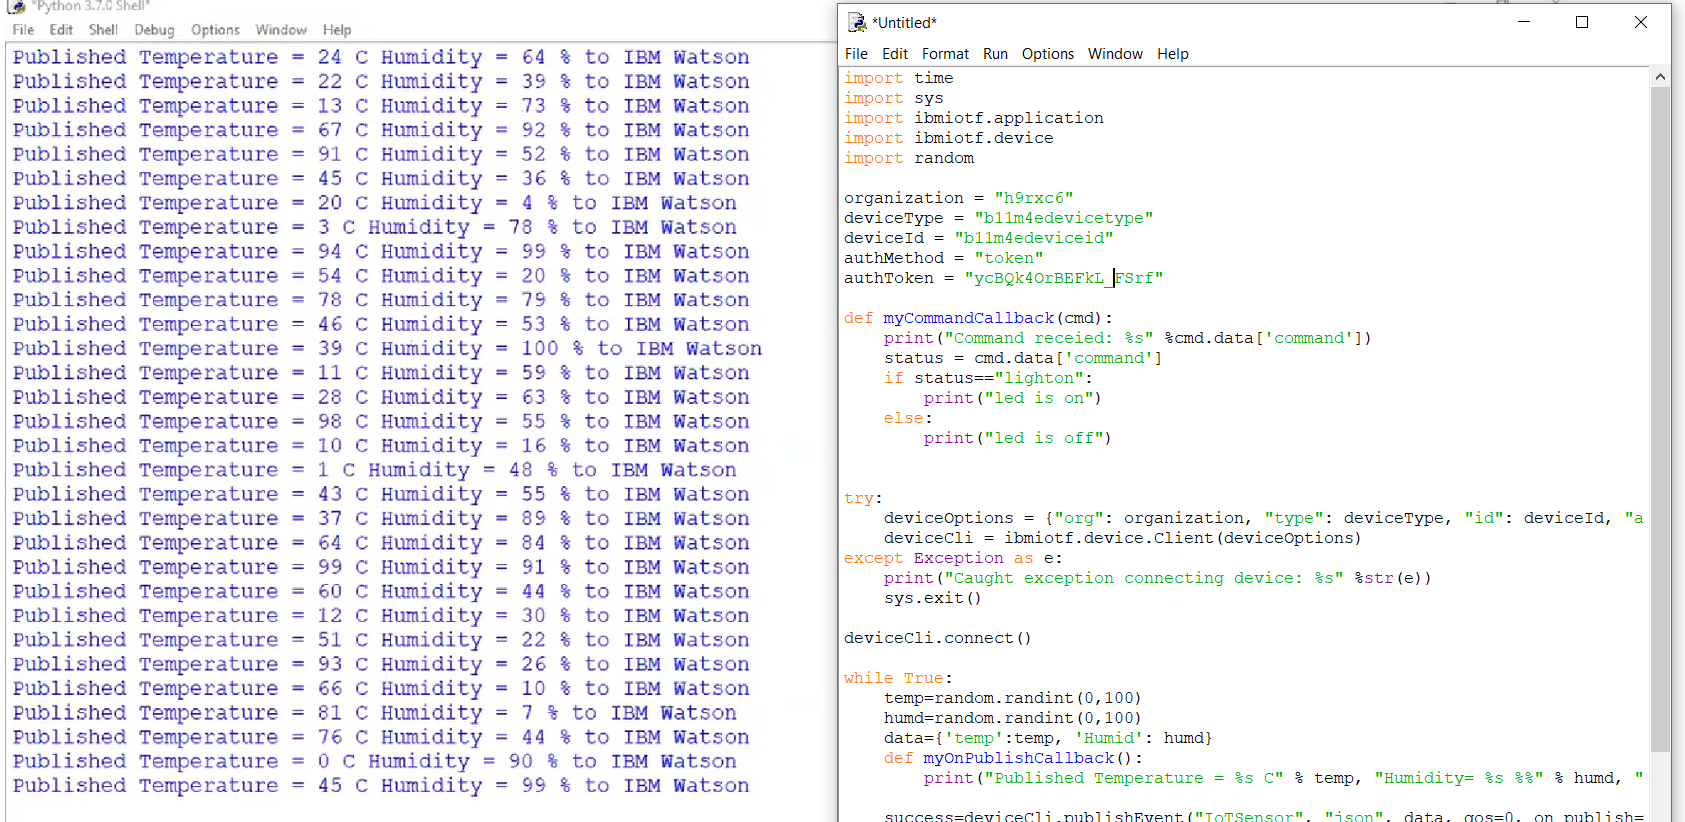 *Python 3.7.0 Shell*
File Edit Shell Debug Options Window Help
Published Temperature = 24 C Humidity = 64 % to IBM Watson
Published Temperature = 22 C Humidity = 39 % to IBM Watson
Published Temperature = 13 C Humidity = 73 % to IBM Watson
Published Temperature = 67 C Humidity = 92 % to IBM Watson
Published Temperature = 91 C Humidity = 52 % to IBM Watson
Published Temperature = 45 C Humidity = 36 % to IBM Watson
Published Temperature = 20 C Humidity = 4 % to IBM Watson
Published Temperature = 3 C Humidity = 78 % to IBM Watson
Published Temperature = 94 C Humidity = 99 % to IBM Watson
Published Temperature = 54 C Humidity = 20 % to IBM Watson
Published Temperature = 78 C Humidity = 79 % to IBM Watson
Published Temperature = 46 C Humidity = 53 % to IBM Watson
Published Temperature = 39 C Humidity = 100 % to IBM Watson
Published Temperature = 11 C Humidity = 59 % to IBM Watson
Published Temperature = 28 C Humidity = 63 % to IBM Watson
Published Temperature = 98 C Humidity = 55 % to IBM Watson
Published Temperature = 10 C Humidity = 16 % to IBM Watson
Published Temperature = 1 C Humidity = 48 % to IBM Watson
Published Temperature = 43 C Humidity = 55 % to IBM Watson
Published Temperature = 37 C Humidity = 89 % to IBM Watson
Published Temperature = 64 C Humidity = 84 % to IBM Watson
Published Temperature = 99 C Humidity = 91 % to IBM Watson
Published Temperature = 60 C Humidity = 44 % to IBM Watson
Published Temperature = 12 C Humidity = 30 % to IBM Watson
Published Temperature = 51 C Humidity = 22 % to IBM Watson
Published Temperature = 93 C Humidity = 26 % to IBM Watson
Published Temperature = 66 C Humidity = 10 % to IBM Watson
Published Temperature = 81 C Humidity = 7 % to IBM Watson
Published Temperature = 76 C Humidity = 44 % to IBM Watson
Published Temperature = 0 C Humidity = 90 % to IBM Watson
Published Temperature = 45 C Humidity = 99 % to IBM Watson
*Untitled*
File Edit Format Run Options Window Help
import time
import sys
import ibmiotf.application
import ibmiotf.device
import random
organization = "h9rxc6"
deviceType = "b11m4edevicetype"
deviceId = "b11m4edeviceid"
authMethod = "token"
authToken = "ycBQk4OrBEFkL_FSrf"
def myCommandCallback(cmd):
    print("Command receied: %s" %cmd.data['command'])
    status = cmd.data['command']
    if status=="lighton":
        print("led is on")
    else:
        print("led is off")
try:
    deviceOptions = {"org": organization, "type": deviceType, "id": deviceId, "a
    deviceCli = ibmiotf.device.Client(deviceOptions)
except Exception as e:
    print("Caught exception connecting device: %s" %str(e))
    sys.exit()
deviceCli.connect()
while True:
    temp=random.randint(0,100)
    humd=random.randint(0,100)
    data={'temp':temp, 'Humid': humd}
    def myOnPublishCallback():
        print("Published Temperature = %s C" % temp, "Humidity= %s %%" % humd, "
    success=deviceCli.publishEvent("IoTSensor", "json", data, qos=0, on_publish=